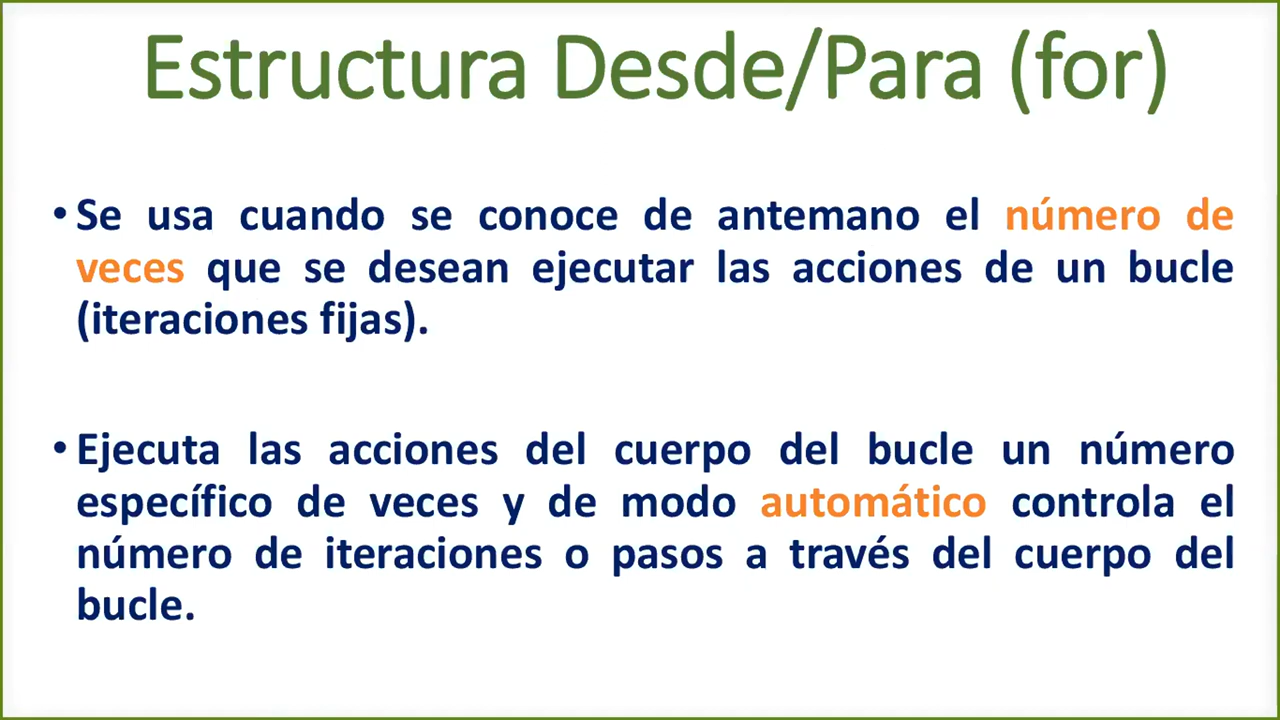 Estructura Desde/Para (for)
• Se usa cuando se conoce de antemano el número de
veces que se desean ejecutar las acciones de un bucle
(iteraciones fijas).
• Ejecuta las acciones del cuerpo del bucle un número
específico de veces y de modo automático controla el
número de iteraciones o pasos a través del cuerpo del
bucle.